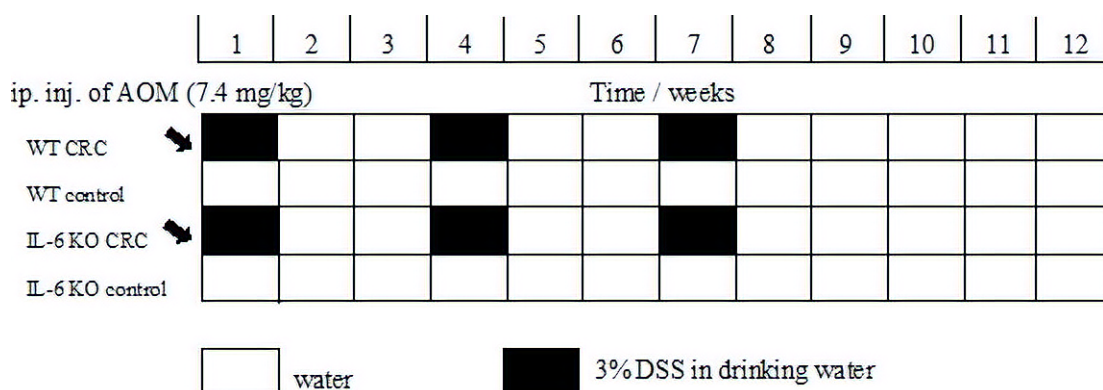 1 2 3 4 5 6 7 8 9 10 11 12
ip. inj. of AOM (7.4 mg/kg) Time / weeks
WT CRC
WT control
IL-6 KO CRC
IL-6 KO control
water 3% DSS in drinking water